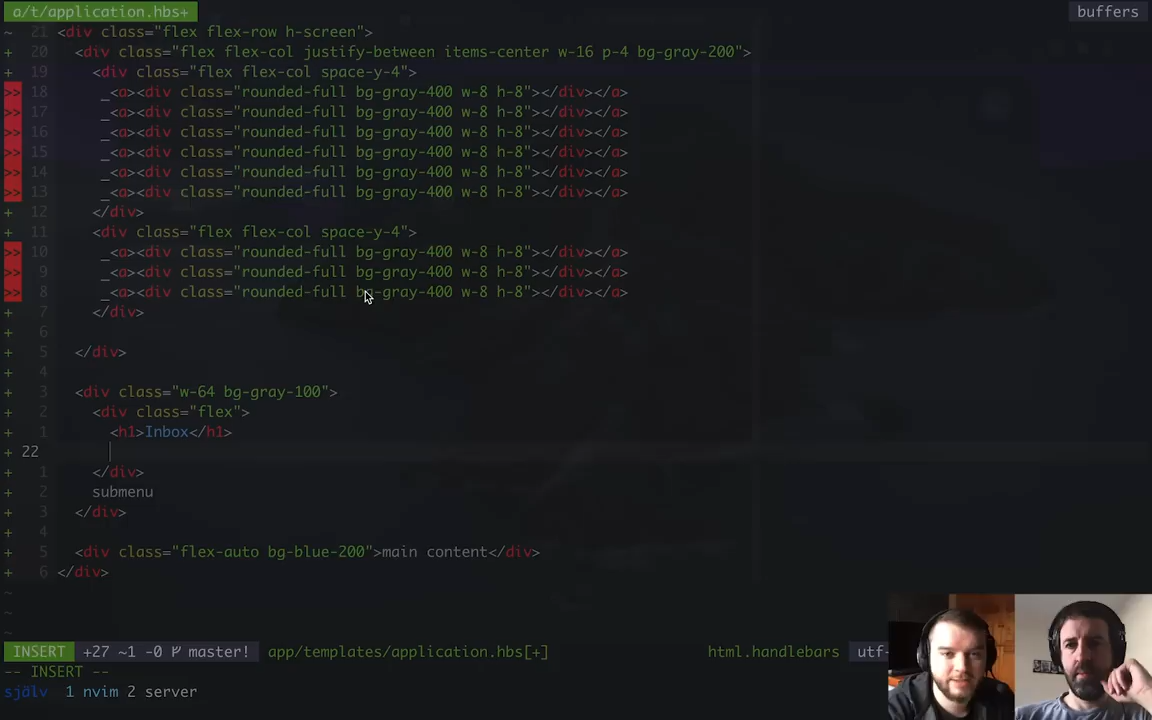 a/t/application.hbs+ buffers
~ 21 <div class="flex flex-row h-screen">
+ 20 <div class="flex flex-col justify-between items-center w-16 p-4 bg-gray-200">
+ 19 <div class="flex flex-col space-y-4">
>> 18 _<a><div class="rounded-full bg-gray-400 w-8 h-8"></div></a>
>> 17 _<a><div class="rounded-full bg-gray-400 w-8 h-8"></div></a>
>> 16 _<a><div class="rounded-full bg-gray-400 w-8 h-8"></div></a>
>> 15 _<a><div class="rounded-full bg-gray-400 w-8 h-8"></div></a>
>> 14 _<a><div class="rounded-full bg-gray-400 w-8 h-8"></div></a>
>> 13 _<a><div class="rounded-full bg-gray-400 w-8 h-8"></div></a>
+ 12 </div>
+ 11 <div class="flex flex-col space-y-4">
>> 10 _<a><div class="rounded-full bg-gray-400 w-8 h-8"></div></a>
>> 9 _<a><div class="rounded-full bg-gray-400 w-8 h-8"></div></a>
>> 8 _<a><div class="rounded-full bg-gray-400 w-8 h-8"></div></a>
+ 7 </div>
+ 6
+ 5 </div>
+ 4
+ 3 <div class="w-64 bg-gray-100">
+ 2 <div class="flex">
+ 1 <h1>Inbox</h1>
+ 22
+ 1 </div>
+ 2 submenu
+ 3 </div>
+ 4
+ 5 <div class="flex-auto bg-blue-200">main content</div>
+ 6 </div>
~
~
~
INSERT +27 ~1 -0 master! app/templates/application.hbs[+] html.handlebars utf-
-- INSERT --
själv 1 nvim 2 server